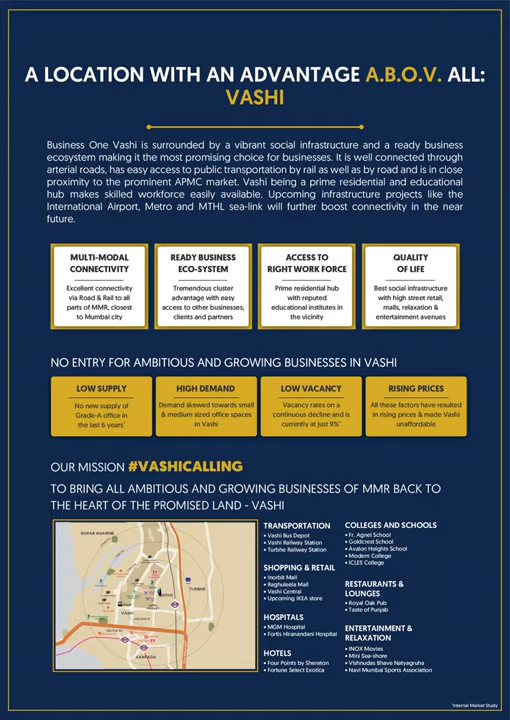 A LOCATION WITH AN ADVANTAGE A.B.O.V. ALL:
VASHI
Business One Vashi is surrounded by a vibrant social infrastructure and a ready business
ecosystem making it the most promising choice for businesses. It is well connected through
arterial roads, has easy access to public transportation by rail as well as by road and is in close
proximity to the prominent APMC market. Vashi being a prime residential and educational
hub makes skilled workforce easily available. Upcoming infrastructure projects like the
International Airport, Metro and MTHL sea-link will further boost connectivity in the near
future.
MULTI-MODAL
CONNECTIVITY
Excellent connectivity
via Road & Rail to all
parts of MMR, closest
to Mumbai city
READY BUSINESS
ECO-SYSTEM
Tremendous cluster
advantage with easy
access to other businesses,
clients and partners
ACCESS TO
RIGHT WORK FORCE
Prime residential hub
with reputed
educational institutes in
the vicinity
QUALITY
OF LIFE
Best social infrastructure
with high street retail,
malls, relaxation &
entertainment avenues
NO ENTRY FOR AMBITIOUS AND GROWING BUSINESSES IN VASHI
LOW SUPPLY
No new supply of
Grade-A office in
the last 6 years*
HIGH DEMAND
Demand skewed towards small
& medium sized office spaces
in Vashi
LOW VACANCY
Vacancy rates on a
continuous decline and is
currently at just 9%*
RISING PRICES
All these factors have resulted
in rising prices & made Vashi
unaffordable
OUR MISSION #VASHICALLING
TO BRING ALL AMBITIOUS AND GROWING BUSINESSES OF MMR BACK TO
THE HEART OF THE PROMISED LAND - VASHI
KOPAR KHAIRNE
TURBHE
VASHI
SANPADA
TRANSPORTATION
• Vashi Bus Depot
• Vashi Railway Station
• Turbhe Railway Station
SHOPPING & RETAIL
• Inorbit Mall
• Raghuleela Mall
• Vashi Central
• Upcoming IKEA store
HOSPITALS
• MGM Hospital
• Fortis Hiranandani Hospital
HOTELS
• Four Points by Sheraton
• Fortune Select Exotica
COLLEGES AND SCHOOLS
• Fr. Agnel School
• Goldcrest School
• Avalon Heights School
• Modern College
• ICLES College
RESTAURANTS &
LOUNGES
• Royal Oak Pub
• Taste of Punjab
ENTERTAINMENT &
RELAXATION
• INOX Movies
• Mini Sea-shore
• Vishnudas Bhave Natyagruha
• Navi Mumbai Sports Association
*Internal Market Study